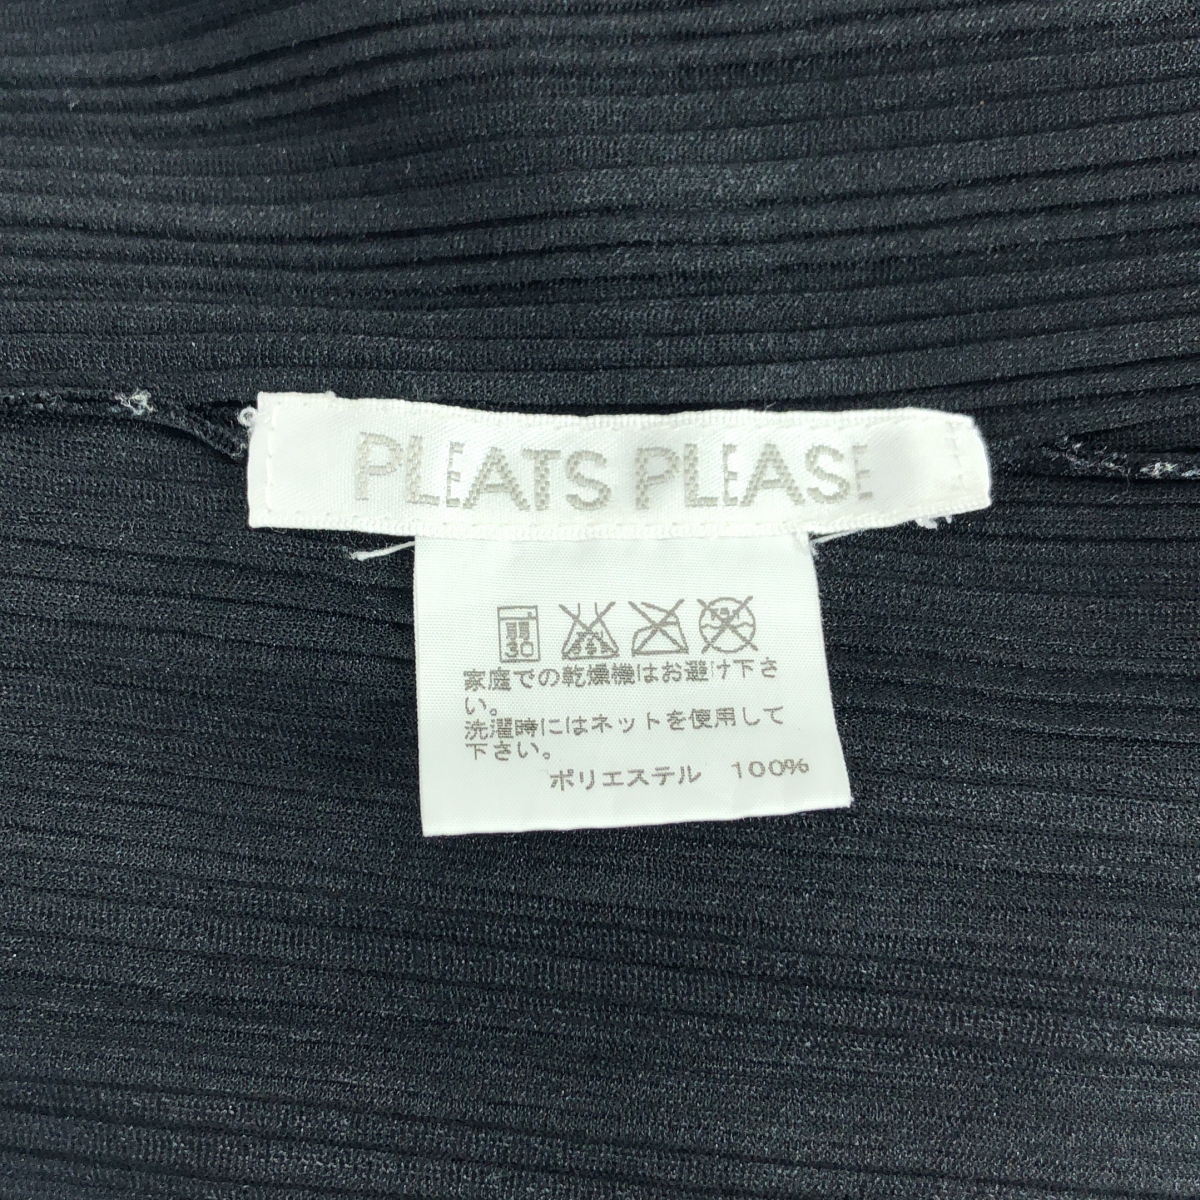 PLEATS PLEASE
弱
30
家庭での乾燥機はお避け下さ
い。
洗濯時にはネットを使用して
下さい。
ポリエステル 100%